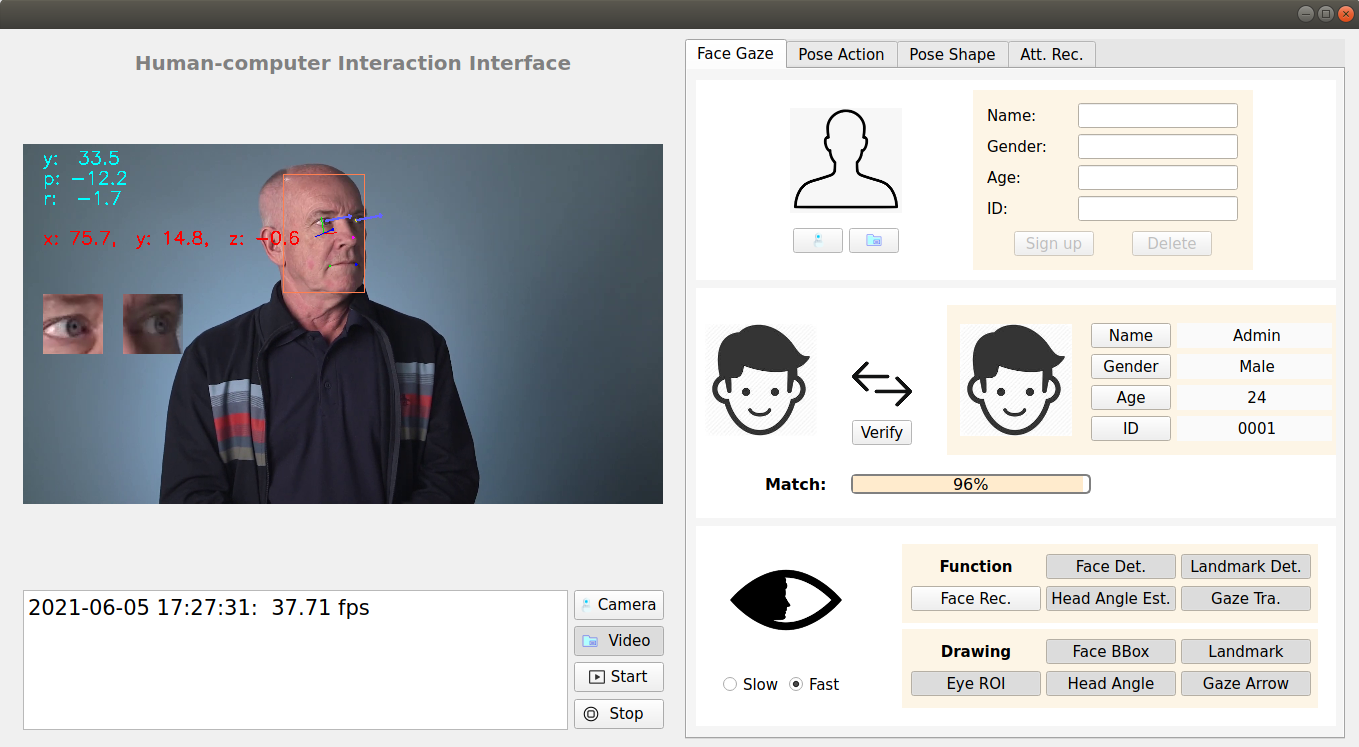 Human-computer Interaction Interface
y: 33.5
p: −12.2
r: −1.7
x: 75.7, y: 14.8, z: −0.6
2021-06-05 17:27:31: 37.71 fps
Camera
Video
Start
Stop
Face Gaze Pose Action Pose Shape Att. Rec.
Name:
Gender:
Age:
ID:
Sign up Delete
Name Admin
Gender Male
Age 24
ID 0001
Verify
Match: 96%
Slow Fast
Function Face Det. Landmark Det.
Face Rec. Head Angle Est. Gaze Tra.
Drawing Face BBox Landmark
Eye ROI Head Angle Gaze Arrow